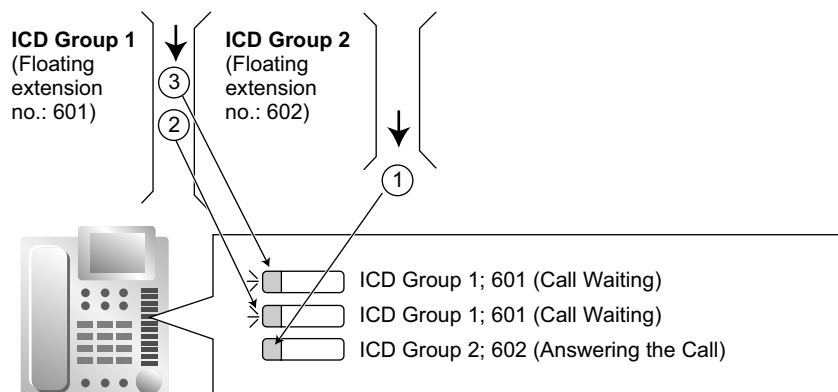 ICD Group 1
(Floating
extension
no.: 601)
ICD Group 2
(Floating
extension
no.: 602)
3
2
1
ICD Group 1; 601 (Call Waiting)
ICD Group 1; 601 (Call Waiting)
ICD Group 2; 602 (Answering the Call)